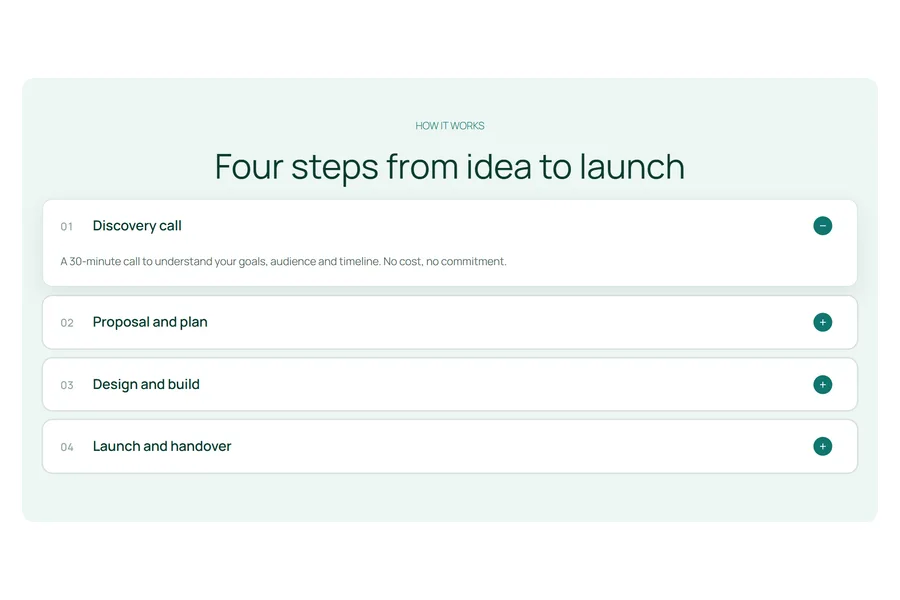 HOW IT WORKS
Four steps from idea to launch
01 Discovery call
A 30-minute call to understand your goals, audience and timeline. No cost, no commitment.
02 Proposal and plan
03 Design and build
04 Launch and handover